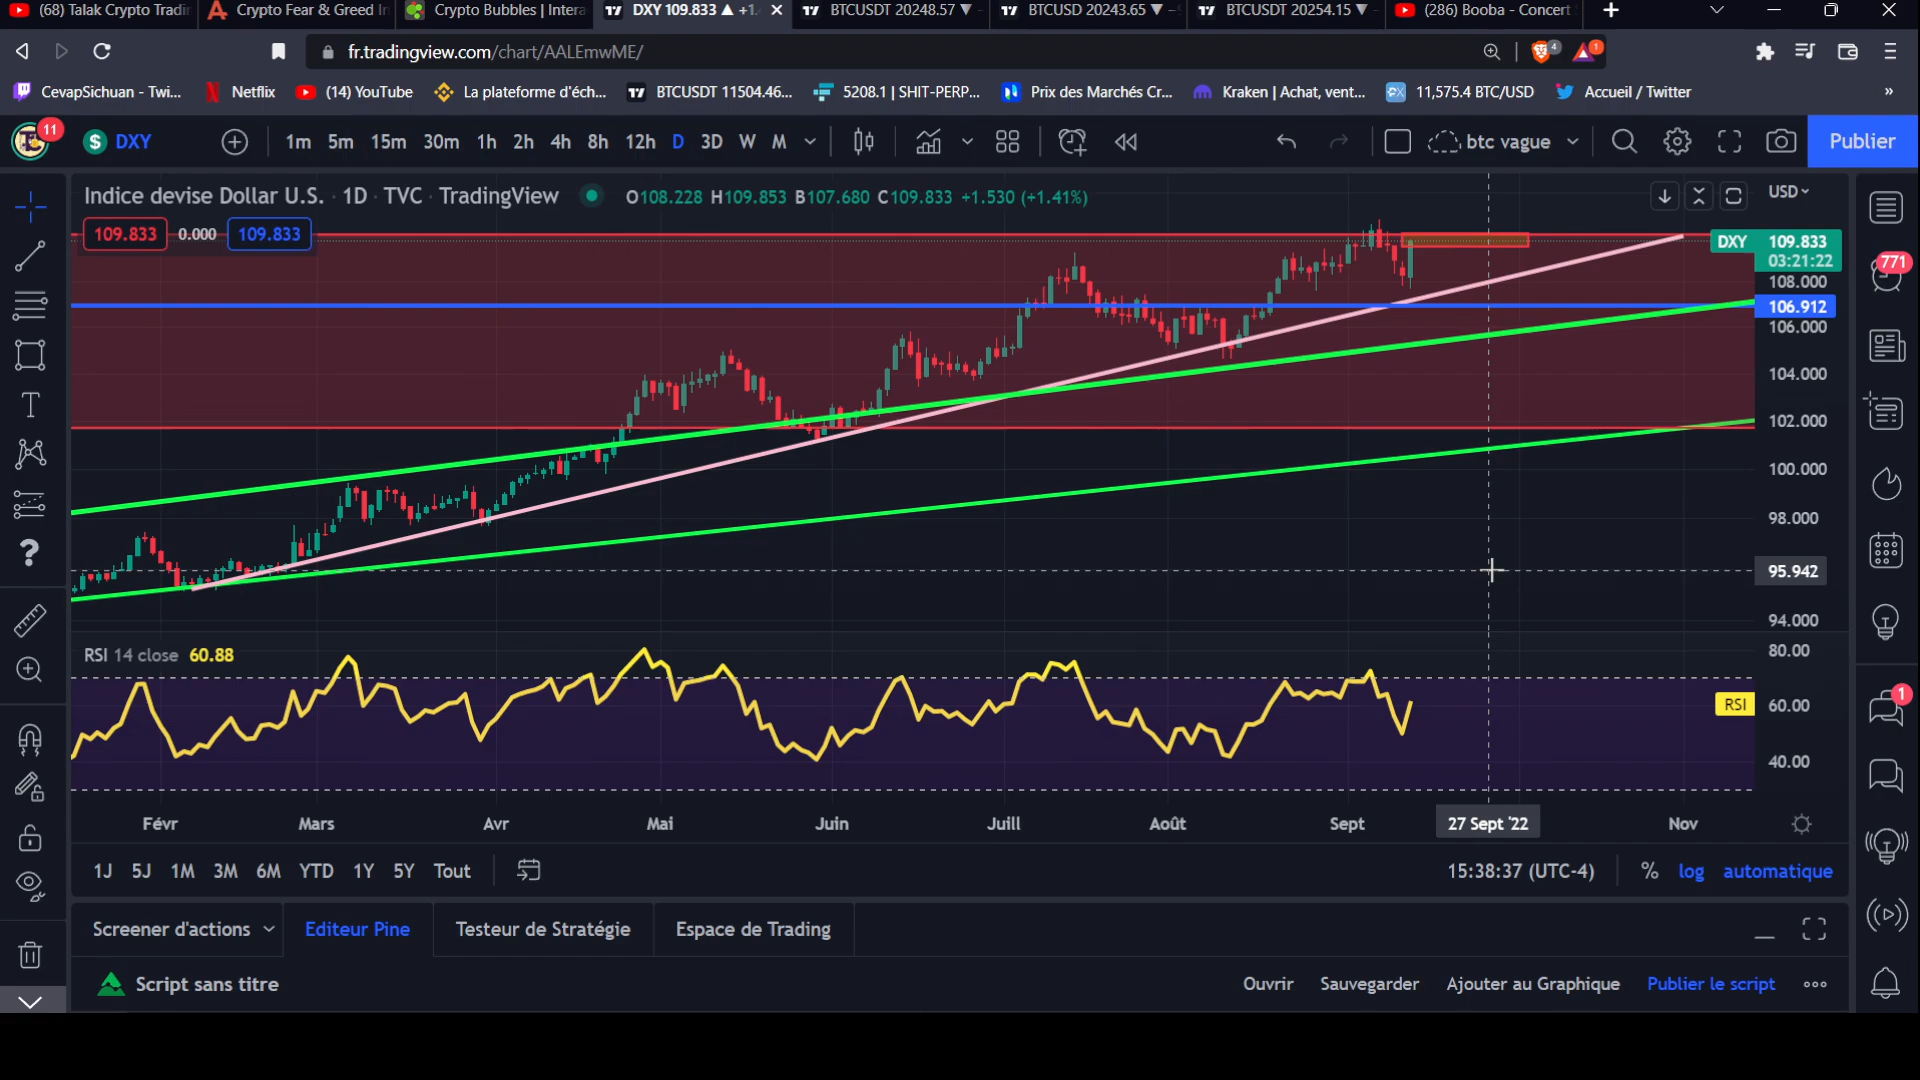 (68) Talak Crypto Tradin
Crypto Fear & Greed In
Crypto Bubbles | Intera
DXY 109.833 ▲ +1.
BTCUSDT 20248.57 ▼
BTCUSD 20243.65 ▼
BTCUSDT 20254.15 ▼
(286) Booba - Concert
fr.tradingview.com/chart/AALEmwME/
4
1
CevapSichuan - Twi...
Netflix
(14) YouTube
La plateforme d'éch...
BTCUSDT 11504.46...
5208.1 | SHIT-PERP...
Prix des Marchés Cr...
Kraken | Achat, vent...
11,575.4 BTC/USD
Accueil / Twitter
»
11
DXY
1m 5m 15m 30m 1h 2h 4h 8h 12h D 3D W M
btc vague
Publier
Indice devise Dollar U.S. · 1D · TVC · TradingView
O108.228 H109.853 B107.680 C109.833 +1.530 (+1.41%)
USD
109.833 0.000 109.833
DXY 109.833
03:21:22
771
108.000
106.912
106.000
104.000
102.000
100.000
98.000
95.942
94.000
RSI 14 close 60.88
80.00
RSI 60.00
40.00
1
Févr Mars Avr Mai Juin Juill Août Sept 27 Sept '22 Nov
1J 5J 1M 3M 6M YTD 1Y 5Y Tout
15:38:37 (UTC-4) % log automatique
Screener d'actions Editeur Pine Testeur de Stratégie Espace de Trading
Script sans titre
Ouvrir Sauvegarder Ajouter au Graphique Publier le script